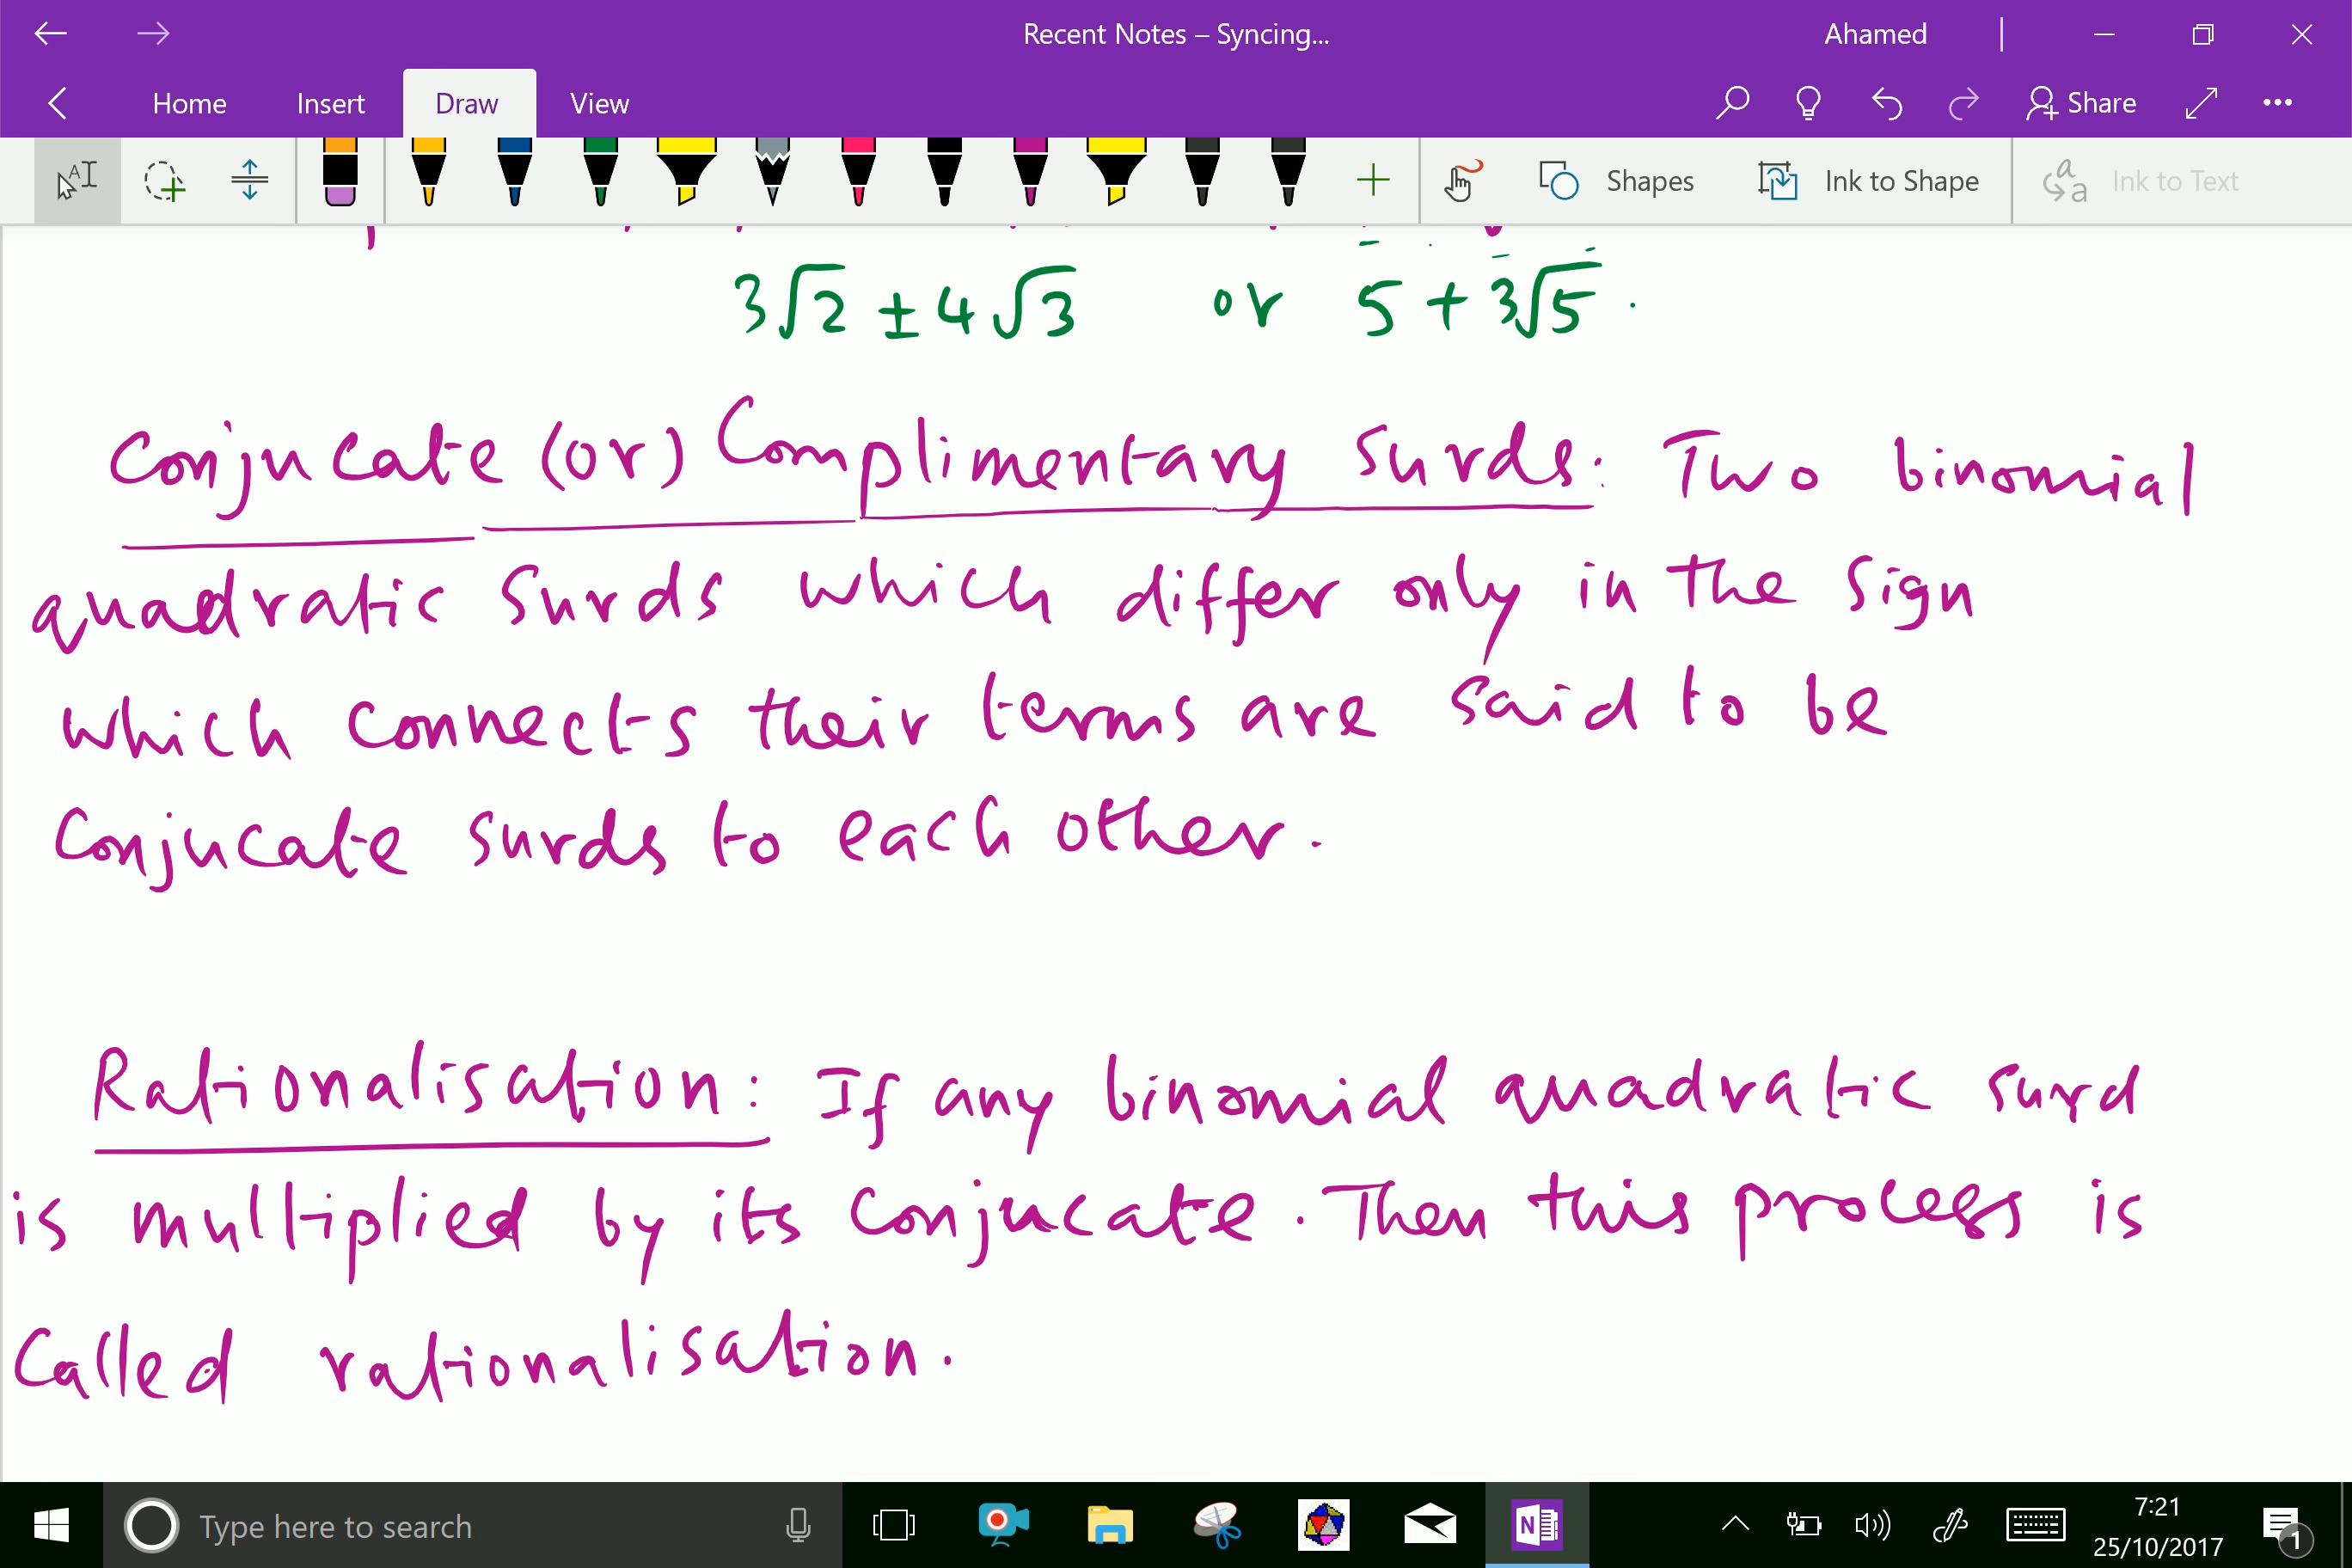 Recent Notes – Syncing...
Ahamed
Home Insert Draw View
Share
Shapes Ink to Shape Ink to Text
3√2 ± 4√3 or 5 + 3√5 .
Conjucate (or) Complimentary Surds: Two binomial
quadratic Surds which differ only in the sign
which connects their terms are said to be
Conjucate surds to each other.
Rationalisation: If any binomial quadratic surd
is multiplied by its conjucate. Then this process is
Called rationalisation.
Type here to search
N
7:21
25/10/2017
1